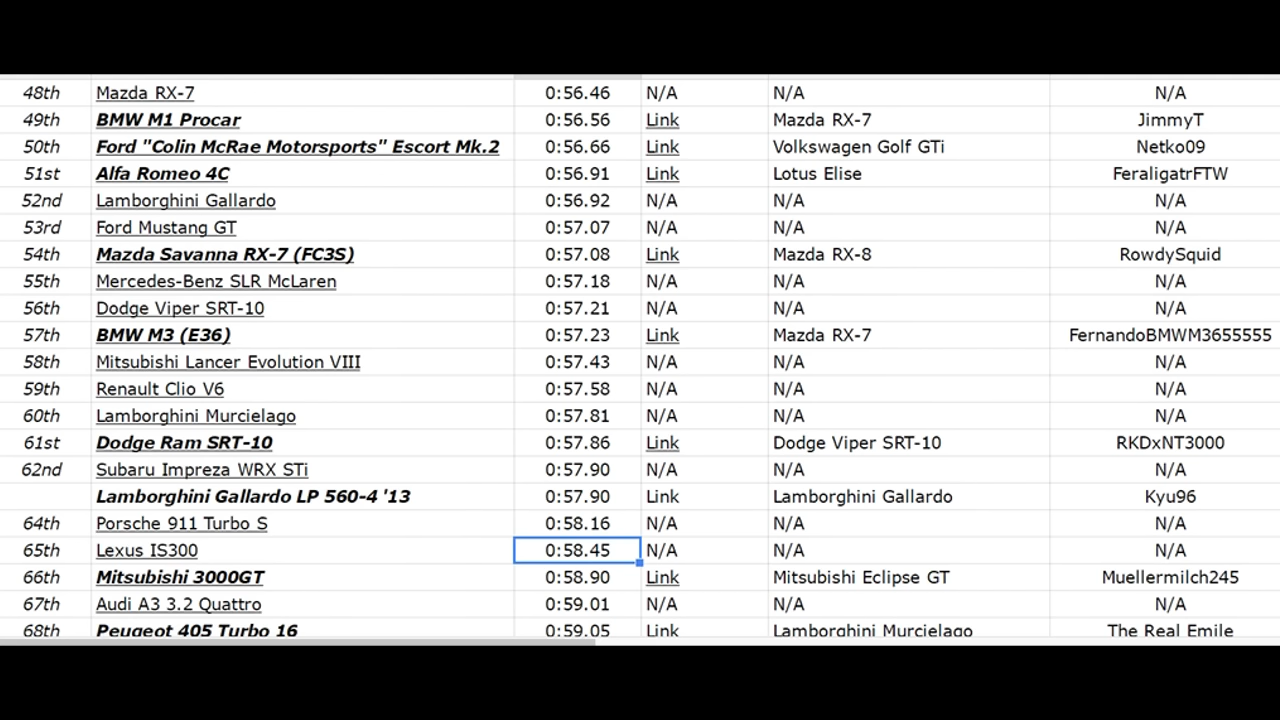 48th Mazda RX-7 0:56.46 N/A N/A N/A
49th BMW M1 Procar 0:56.56 Link Mazda RX-7 JimmyT
50th Ford "Colin McRae Motorsports" Escort Mk.2 0:56.66 Link Volkswagen Golf GTi Netko09
51st Alfa Romeo 4C 0:56.91 Link Lotus Elise FeraligatrFTW
52nd Lamborghini Gallardo 0:56.92 N/A N/A N/A
53rd Ford Mustang GT 0:57.07 N/A N/A N/A
54th Mazda Savanna RX-7 (FC3S) 0:57.08 Link Mazda RX-8 RowdySquid
55th Mercedes-Benz SLR McLaren 0:57.18 N/A N/A N/A
56th Dodge Viper SRT-10 0:57.21 N/A N/A N/A
57th BMW M3 (E36) 0:57.23 Link Mazda RX-7 FernandoBMWM3655555
58th Mitsubishi Lancer Evolution VIII 0:57.43 N/A N/A N/A
59th Renault Clio V6 0:57.58 N/A N/A N/A
60th Lamborghini Murcielago 0:57.81 N/A N/A N/A
61st Dodge Ram SRT-10 0:57.86 Link Dodge Viper SRT-10 RKDxNT3000
62nd Subaru Impreza WRX STi 0:57.90 N/A N/A N/A
Lamborghini Gallardo LP 560-4 '13 0:57.90 Link Lamborghini Gallardo Kyu96
64th Porsche 911 Turbo S 0:58.16 N/A N/A N/A
65th Lexus IS300 0:58.45 N/A N/A N/A
66th Mitsubishi 3000GT 0:58.90 Link Mitsubishi Eclipse GT Muellermilch245
67th Audi A3 3.2 Quattro 0:59.01 N/A N/A N/A
68th Peugeot 405 Turbo 16 0:59.05 Link Lamborghini Murcielago The Real Emile